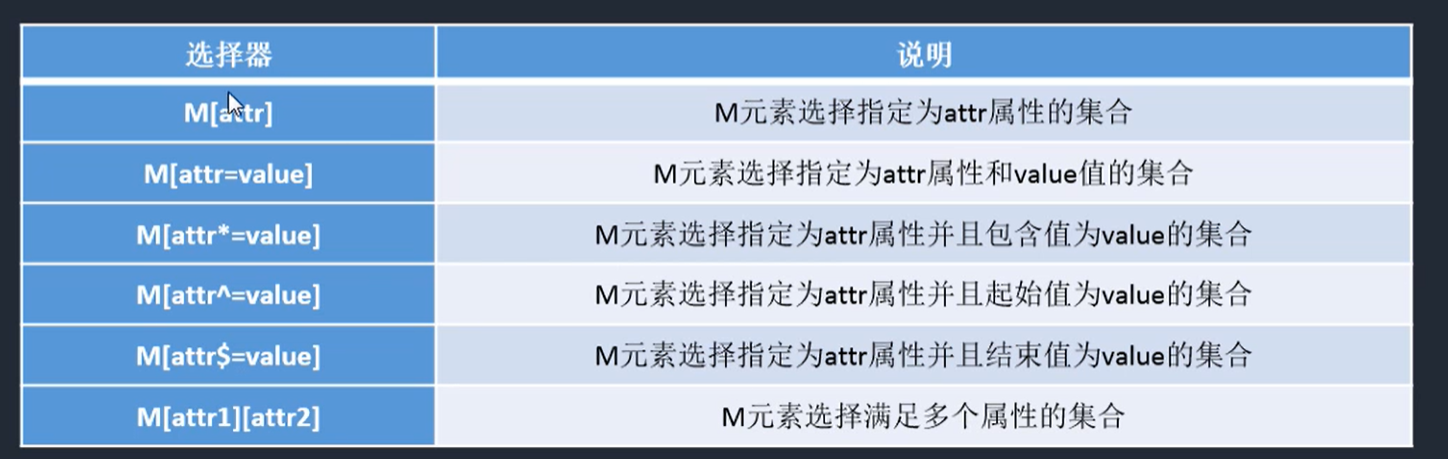 选择器 说明
M[attr] M元素选择指定为attr属性的集合
M[attr=value] M元素选择指定为attr属性和value值的集合
M[attr*=value] M元素选择指定为attr属性并且包含值为value的集合
M[attr^=value] M元素选择指定为attr属性并且起始值为value的集合
M[attr$=value] M元素选择指定为attr属性并且结束值为value的集合
M[attr1][attr2] M元素选择满足多个属性的集合